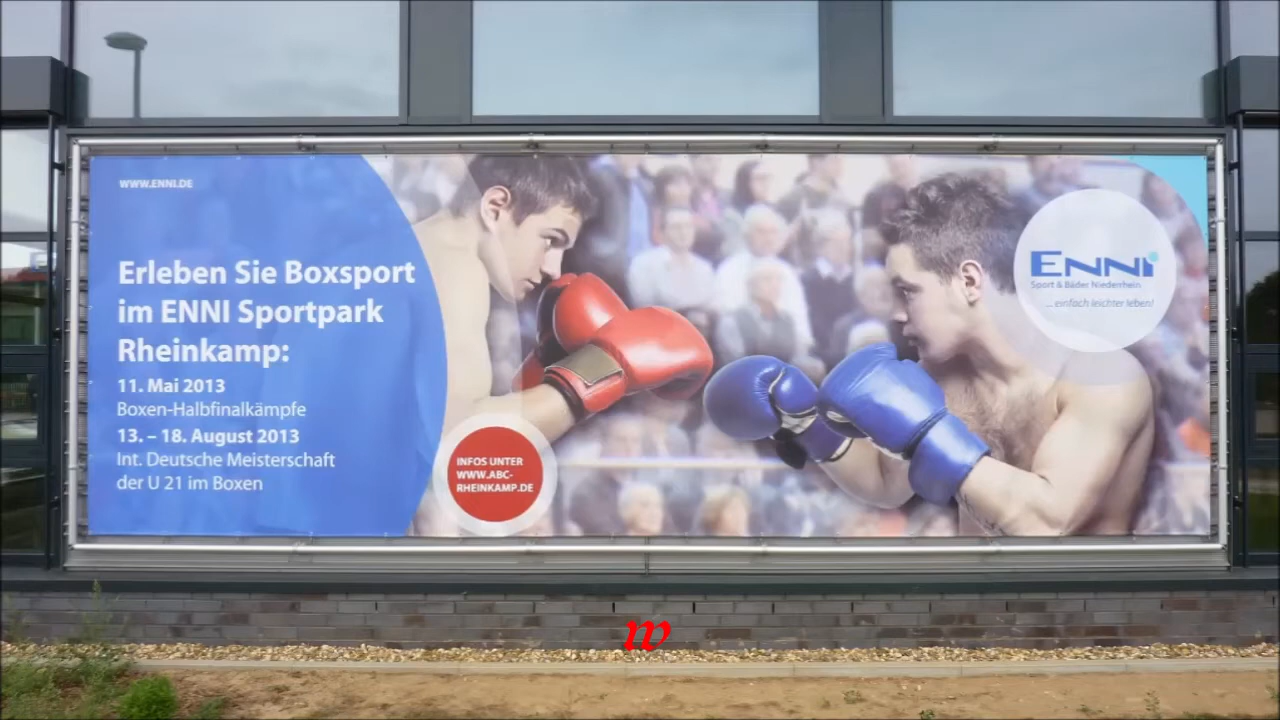 WWW.ENNI.DE
Erleben Sie Boxsport
im ENNI Sportpark
Rheinkamp:
11. Mai 2013
Boxen-Halbfinalkämpfe
13. – 18. August 2013
Int. Deutsche Meisterschaft
der U 21 im Boxen
INFOS UNTER
WWW.ABC-
RHEINKAMP.DE
ENNI
Sport & Bäder Niederrhein
... einfach leichter leben!
w